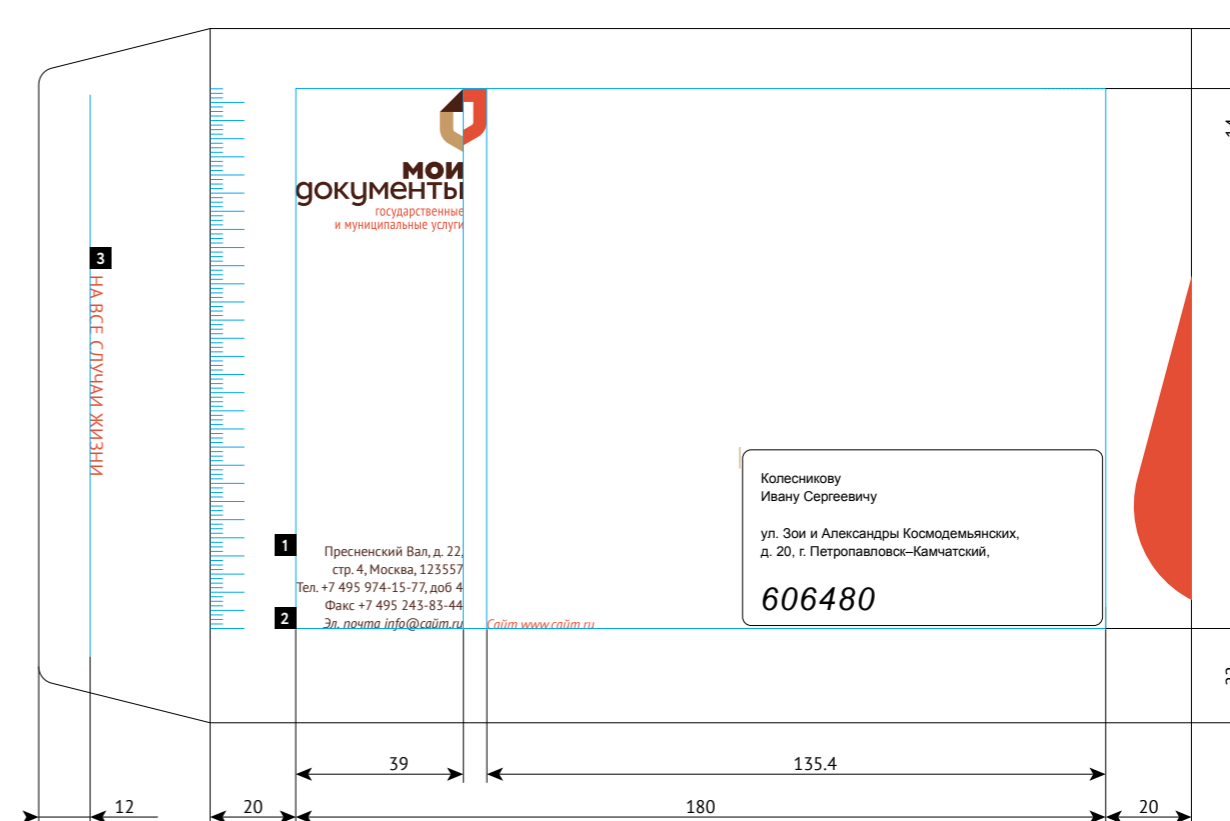 мои
документы
государственные
и муниципальные услуги
3
НА ВСЕ СЛУЧАИ ЖИЗНИ
Колесникову
Ивану Сергеевичу
ул. Зои и Александры Космодемьянских,
д. 20, г. Петропавловск–Камчатский,
606480
1
Пресненский Вал, д. 22,
стр. 4, Москва, 123557
Тел. +7 495 974-15-77, доб 4
Факс +7 495 243-83-44
2
Эл. почта info@сайт.ru
Сайт www.сайт.ru
39
135.4
12
20
180
20